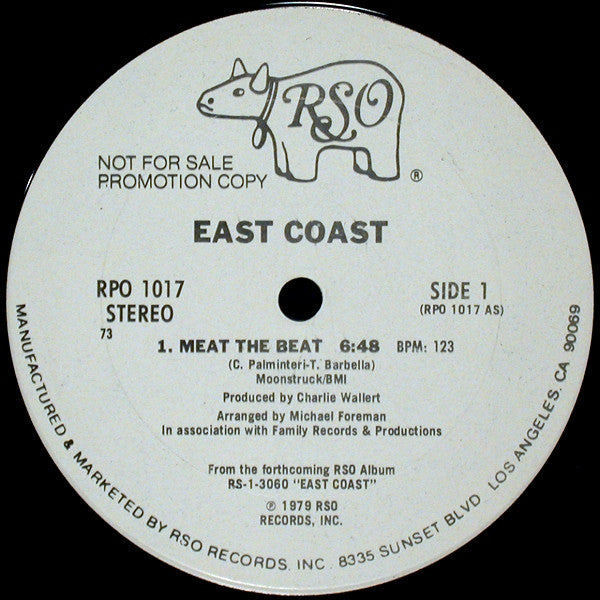 RSO
®
NOT FOR SALE
PROMOTION COPY
EAST COAST
RPO 1017
STEREO
73
SIDE 1
(RPO 1017 AS)
1. MEAT THE BEAT 6:48 BPM: 123
(C. Palminteri-T. Barbella)
Moonstruck/BMI
Produced by Charlie Wallert
Arranged by Michael Foreman
In association with Family Records & Productions
From the forthcoming RSO Album
RS-1-3060 "EAST COAST"
℗ 1979 RSO
RECORDS, INC.
MANUFACTURED & MARKETED BY RSO RECORDS, INC. 8335 SUNSET BLVD LOS ANGELES, CA 90069